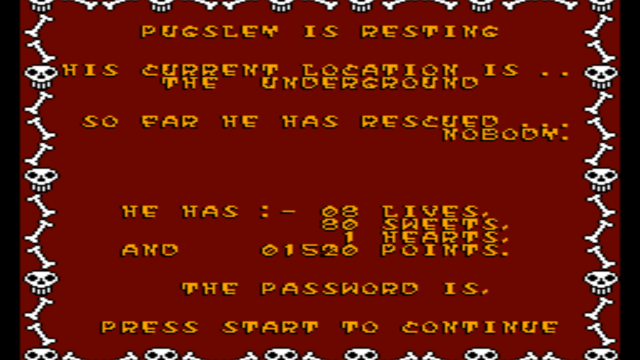 PUGSLEY IS RESTING
HIS CURRENT LOCATION IS ..
THE UNDERGROUND
SO FAR HE HAS RESCUED ...
NOBODY.
HE HAS :- 08 LIVES,
80 SWEETS,
1 HEARTS,
AND 01520 POINTS.
THE PASSWORD IS.
PRESS START TO CONTINUE